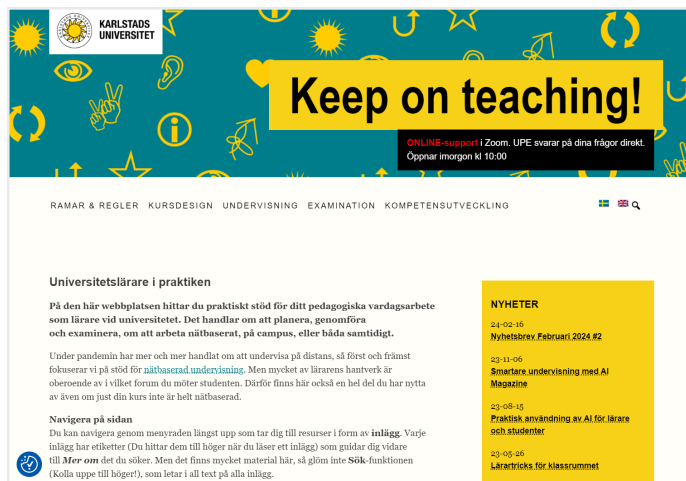 KARLSTADS
UNIVERSITET
Keep on teaching!
ONLINE-support i Zoom. UPE svarar på dina frågor direkt.
Öppnar imorgon kl 10:00
RAMAR & REGLER KURSDESIGN UNDERVISNING EXAMINATION KOMPETENSUTVECKLING
Universitetslärare i praktiken
På den här webbplatsen hittar du praktiskt stöd för ditt pedagogiska vardagsarbete
som lärare vid universitetet. Det handlar om att planera, genomföra
och examinera, om att arbeta nätbaserat, på campus, eller båda samtidigt.
Under pandemin har mer och mer handlat om att undervisa på distans, så först och främst
fokuserar vi på stöd för nätbaserad undervisning. Men mycket av lärarens hantverk är
oberoende av i vilket forum du möter studenten. Därför finns här också en hel del du har nytta
av även om just din kurs inte är helt nätbaserad.
Navigera på sidan
Du kan navigera genom menyraden längst upp som tar dig till resurser i form av inlägg. Varje
inlägg har etiketter (Du hittar dem till höger när du läser ett inlägg) som guidar dig vidare
till Mer om det du söker. Men det finns mycket material här, så glöm inte Sök-funktionen
(Kolla uppe till höger!), som letar i all text på alla inlägg.
NYHETER
24-02-16
Nyhetsbrev Februari 2024 #2
23-11-06
Smartare undervisning med AI
Magazine
23-08-15
Praktisk användning av AI för lärare
och studenter
23-05-26
Lärartricks för klassrummet